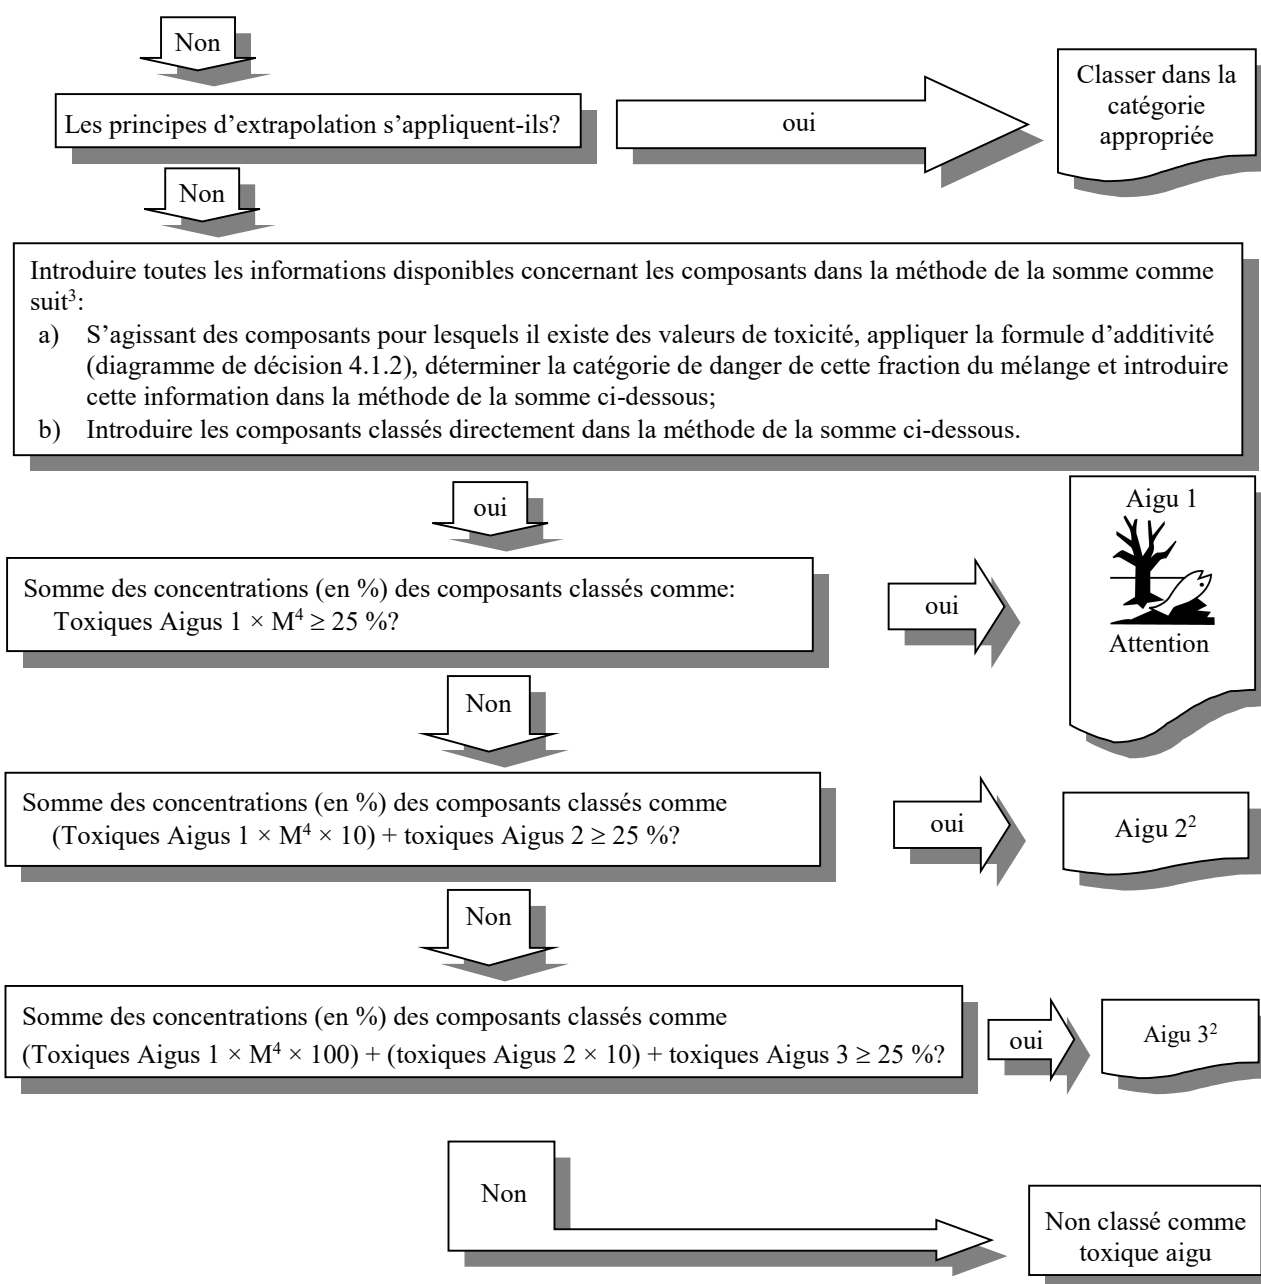 Non
Les principes d’extrapolation s’appliquent-ils?
oui
Classer dans la
catégorie
appropriée
Non
Introduire toutes les informations disponibles concernant les composants dans la méthode de la somme comme
suit³:
a) S’agissant des composants pour lesquels il existe des valeurs de toxicité, appliquer la formule d’additivité
(diagramme de décision 4.1.2), déterminer la catégorie de danger de cette fraction du mélange et introduire
cette information dans la méthode de la somme ci-dessous;
b) Introduire les composants classés directement dans la méthode de la somme ci-dessous.
oui
Somme des concentrations (en %) des composants classés comme:
Toxiques Aigus 1 × M⁴ ≥ 25 %?
oui
Aigu 1
Attention
Non
Somme des concentrations (en %) des composants classés comme
(Toxiques Aigus 1 × M⁴ × 10) + toxiques Aigus 2 ≥ 25 %?
oui
Aigu 2²
Non
Somme des concentrations (en %) des composants classés comme
(Toxiques Aigus 1 × M⁴ × 100) + (toxiques Aigus 2 × 10) + toxiques Aigus 3 ≥ 25 %?
oui
Aigu 3²
Non
Non classé comme
toxique aigu